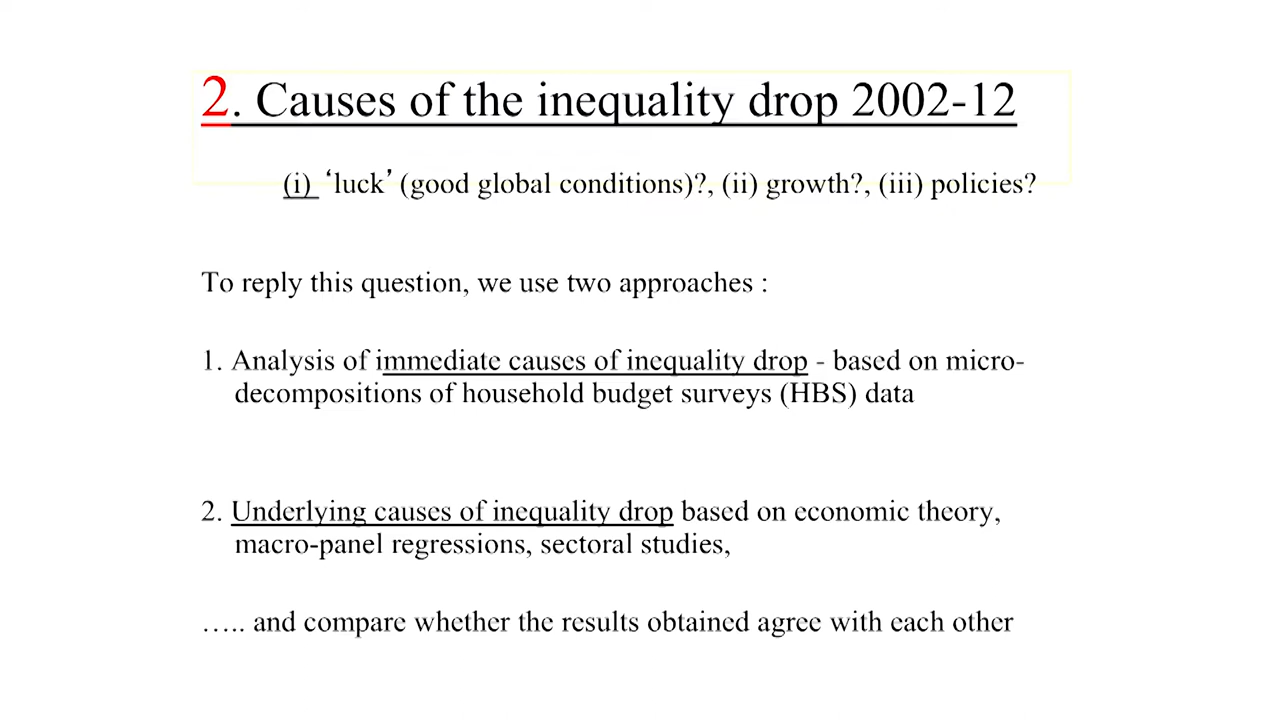 2. Causes of the inequality drop 2002-12
(i) ‘luck’ (good global conditions)?, (ii) growth?, (iii) policies?
To reply this question, we use two approaches :
1. Analysis of immediate causes of inequality drop - based on micro-
decompositions of household budget surveys (HBS) data
2. Underlying causes of inequality drop based on economic theory,
macro-panel regressions, sectoral studies,
….. and compare whether the results obtained agree with each other